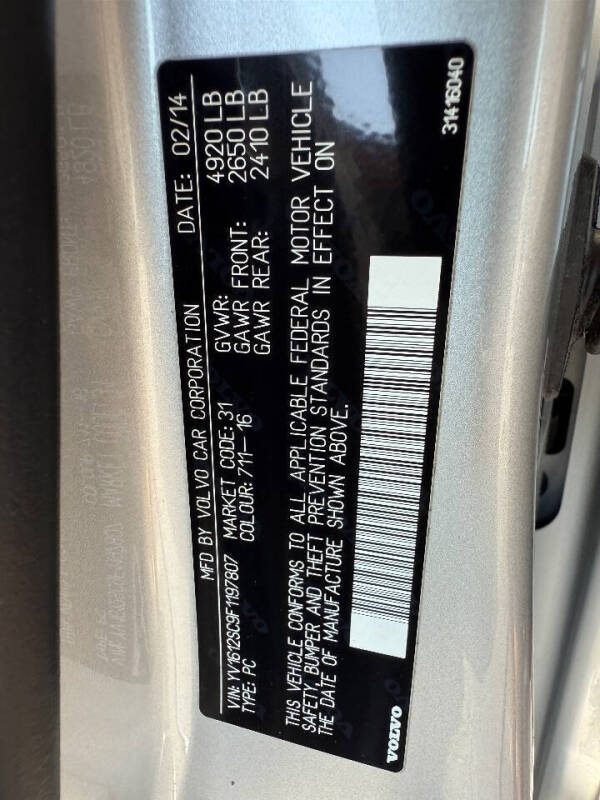 MFD BY VOLVO CAR CORPORATION DATE: 02/14
VIN: YV1612SC9F1197807 MARKET CODE: 31 GVWR: 4920 LB
TYPE: PC COLOUR: 711-16 GAWR FRONT: 2650 LB
GAWR REAR: 2410 LB
THIS VEHICLE CONFORMS TO ALL APPLICABLE FEDERAL MOTOR VEHICLE
SAFETY, BUMPER AND THEFT PREVENTION STANDARDS IN EFFECT ON
THE DATE OF MANUFACTURE SHOWN ABOVE.
VOLVO 31416040